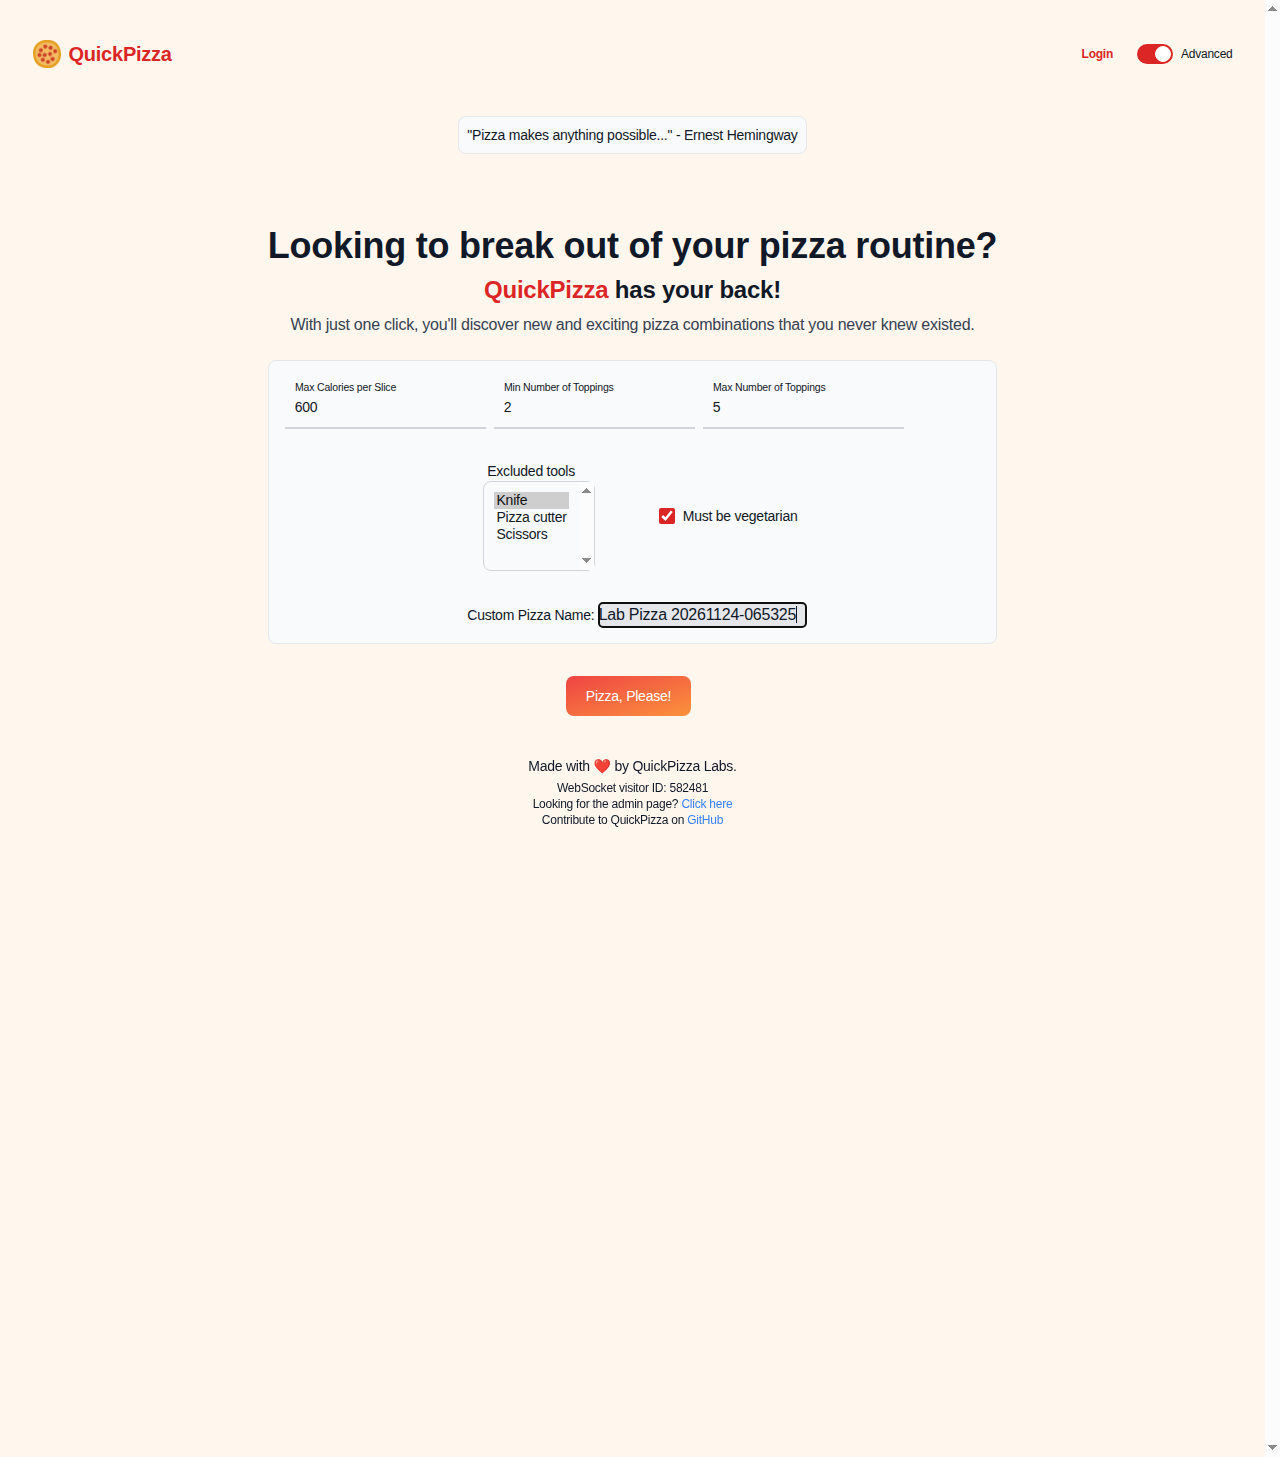 QuickPizza
Login
Advanced
"Pizza makes anything possible..." - Ernest Hemingway
Looking to break out of your pizza routine?
QuickPizza has your back!
With just one click, you'll discover new and exciting pizza combinations that you never knew existed.
Max Calories per Slice
600
Min Number of Toppings
2
Max Number of Toppings
5
Excluded tools
Knife
Pizza cutter
Scissors
Must be vegetarian
Custom Pizza Name: Lab Pizza 20261124-065325
Pizza, Please!
Made with ❤️ by QuickPizza Labs.
WebSocket visitor ID: 582481
Looking for the admin page? Click here
Contribute to QuickPizza on GitHub